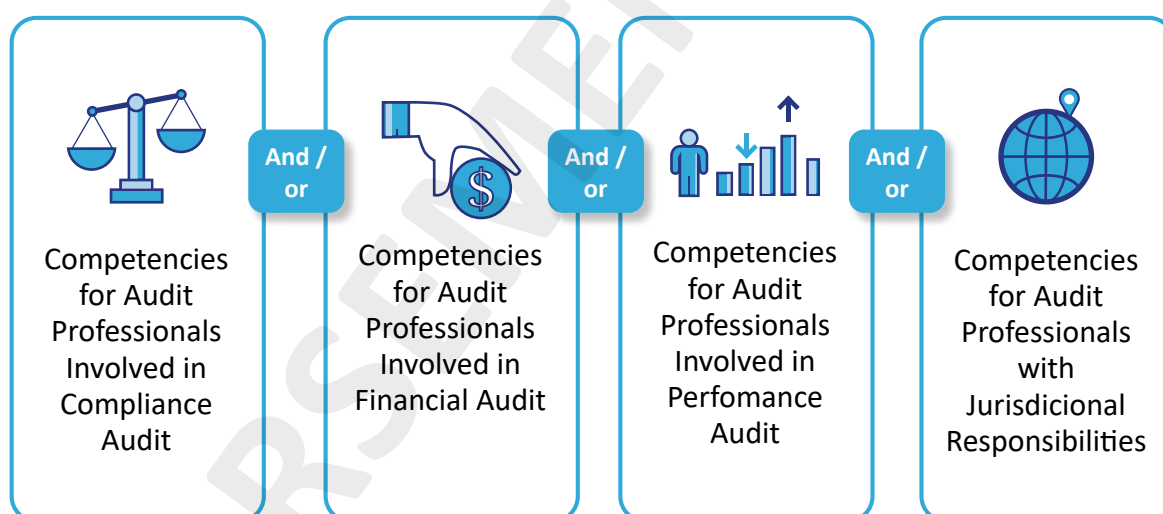 Competencies
for Audit
Professionals
Involved in
Compliance
Audit
And /
or
$
Competencies
for Audit
Professionals
Involved in
Financial Audit
And /
or
Competencies
for Audit
Professionals
Involved in
Perfomance
Audit
And /
or
Competencies
for Audit
Professionals
with
Jurisdicional
Responsibilities
RSEME